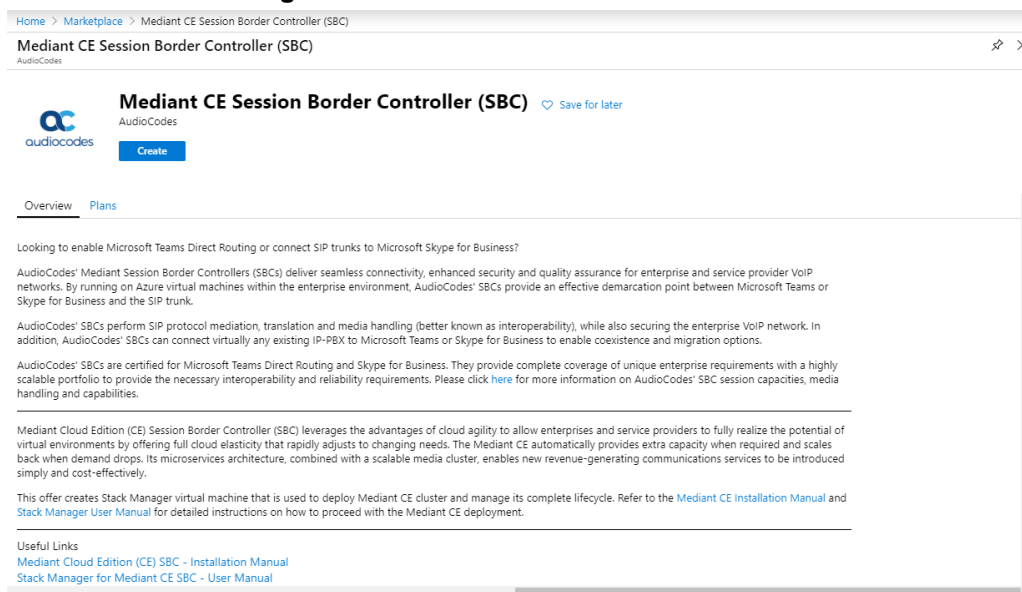 Home > Marketplace > Mediant CE Session Border Controller (SBC)
Mediant CE Session Border Controller (SBC)
AudioCodes
Mediant CE Session Border Controller (SBC) Save for later
AudioCodes
audiocodes
Create
Overview Plans
Looking to enable Microsoft Teams Direct Routing or connect SIP trunks to Microsoft Skype for Business?
AudioCodes' Mediant Session Border Controllers (SBCs) deliver seamless connectivity, enhanced security and quality assurance for enterprise and service provider VoIP
networks. By running on Azure virtual machines within the enterprise environment, AudioCodes' SBCs provide an effective demarcation point between Microsoft Teams or
Skype for Business and the SIP trunk.
AudioCodes' SBCs perform SIP protocol mediation, translation and media handling (better known as interoperability), while also securing the enterprise VoIP network. In
addition, AudioCodes' SBCs can connect virtually any existing IP-PBX to Microsoft Teams or Skype for Business to enable coexistence and migration options.
AudioCodes' SBCs are certified for Microsoft Teams Direct Routing and Skype for Business. They provide complete coverage of unique enterprise requirements with a highly
scalable portfolio to provide the necessary interoperability and reliability requirements. Please click here for more information on AudioCodes' SBC session capacities, media
handling and capabilities.
Mediant Cloud Edition (CE) Session Border Controller (SBC) leverages the advantages of cloud agility to allow enterprises and service providers to fully realize the potential of
virtual environments by offering full cloud elasticity that rapidly adjusts to changing needs. The Mediant CE automatically provides extra capacity when required and scales
back when demand drops. Its microservices architecture, combined with a scalable media cluster, enables new revenue-generating communications services to be introduced
simply and cost-effectively.
This offer creates Stack Manager virtual machine that is used to deploy Mediant CE cluster and manage its complete lifecycle. Refer to the Mediant CE Installation Manual and
Stack Manager User Manual for detailed instructions on how to proceed with the Mediant CE deployment.
Useful Links
Mediant Cloud Edition (CE) SBC - Installation Manual
Stack Manager for Mediant CE SBC - User Manual